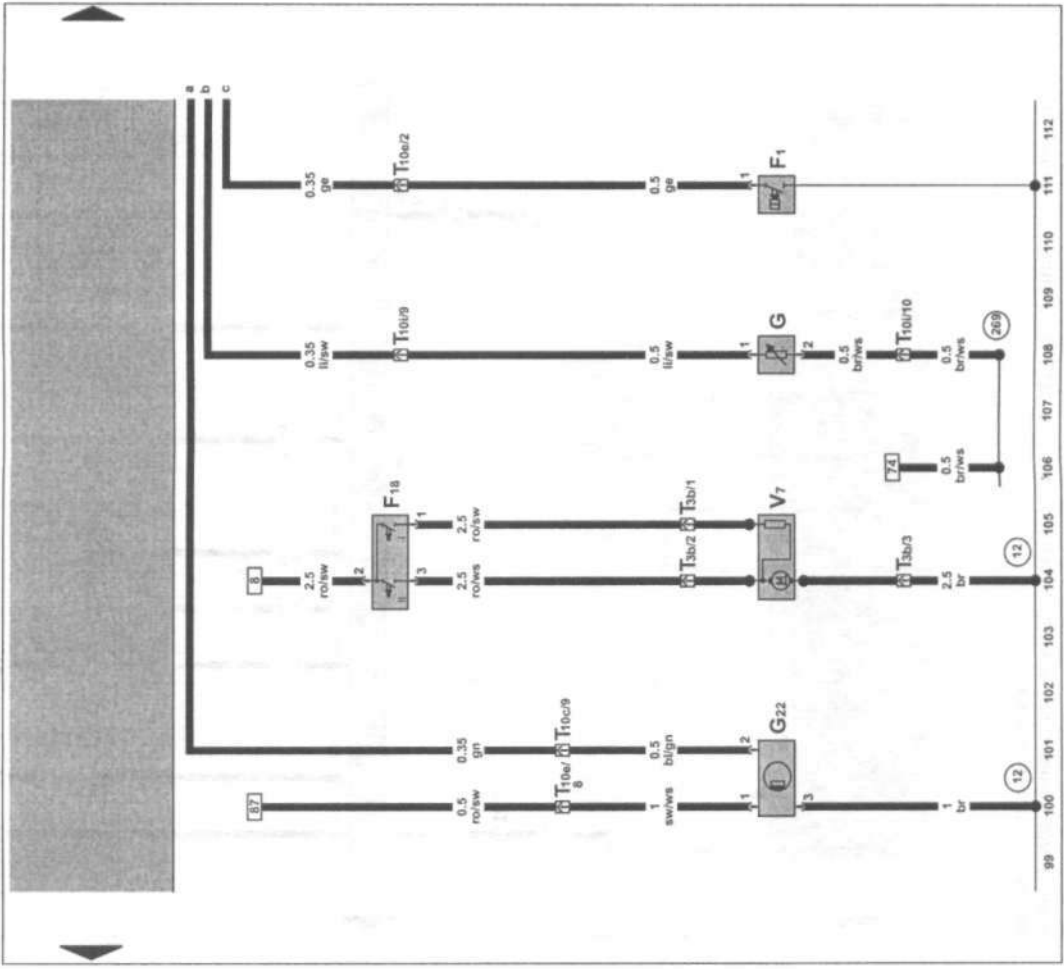 a
b
c
0.35
ge
T10e/2
0.5
ge
1
F1
0.35
li/sw
T10i/9
0.5
li/sw
1
G
2
0.5
br/ws
T10i/10
0.5
br/ws
269
74
0.5
br/ws
8
2.5
ro/sw
2
F18
1
3
2.5
ro/sw
2.5
ro/ws
T3b/1
T3b/2
V7
M
T3b/3
2.5
br
12
0.35
gn
T10c/9
0.5
bl/gn
2
87
0.5
ro/sw
T10e/
8
1
sw/ws
1
G22
3
1
br
12
99
100
101
102
103
104
105
106
107
108
109
110
111
112